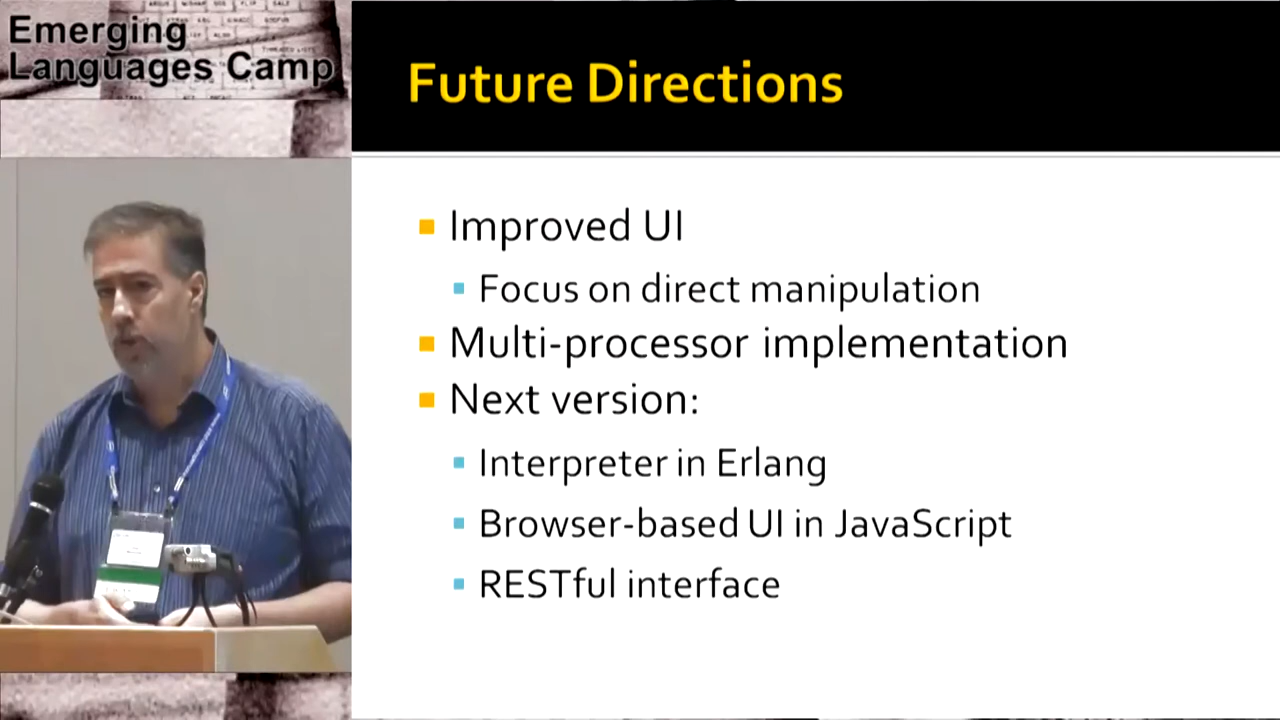 Emerging
Languages Camp
Future Directions
Improved UI
Focus on direct manipulation
Multi-processor implementation
Next version:
Interpreter in Erlang
Browser-based UI in JavaScript
RESTful interface